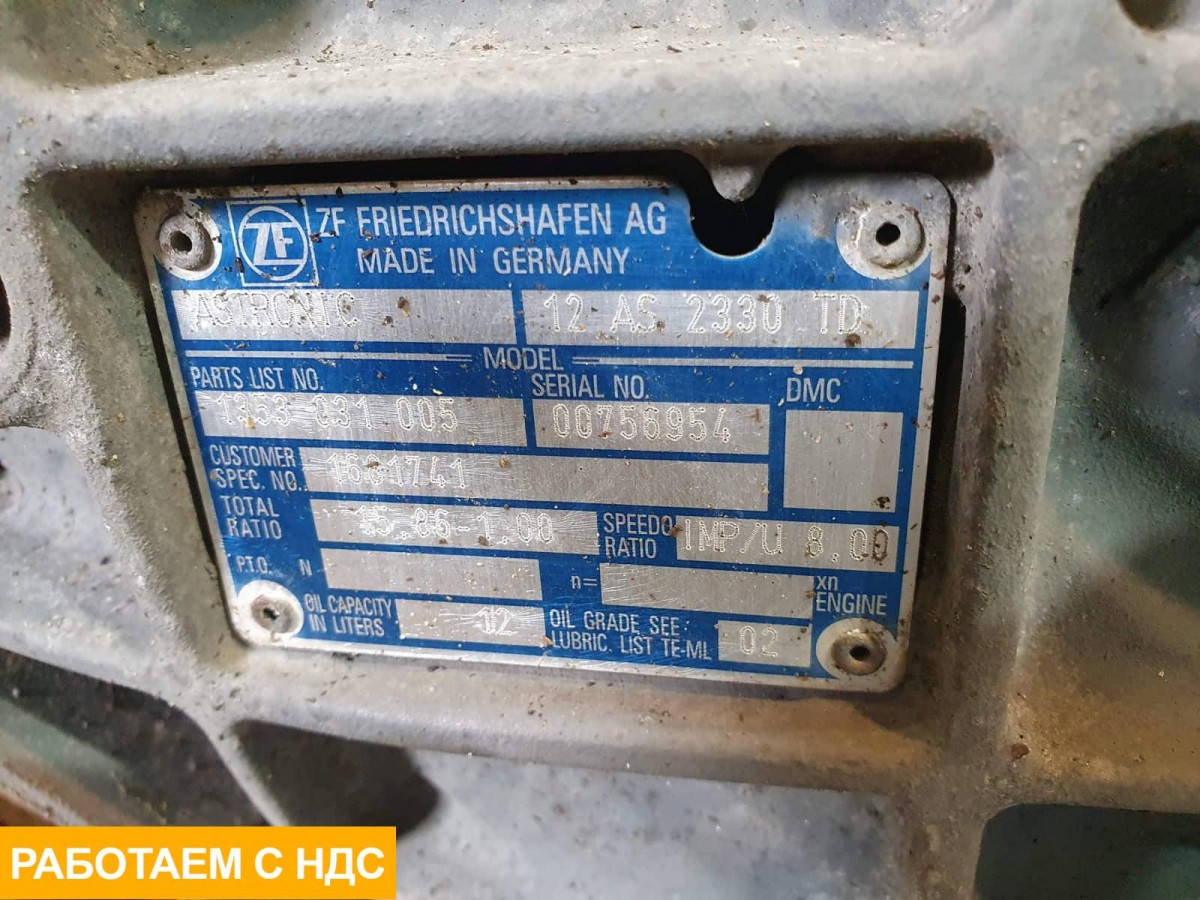 ZF
ZF FRIEDRICHSHAFEN AG
MADE IN GERMANY
ASTRONIC 12 AS 2330 TD
MODEL
PARTS LIST NO. SERIAL NO. DMC
1353 031 005 00756954
CUSTOMER
SPEC. NO. 1601741
TOTAL
RATIO 15.86-1.00 SPEEDO
RATIO IMP/U 8.00
P.T.O. N n= xn
ENGINE
OIL CAPACITY
IN LITERS 12 OIL GRADE SEE
LUBRIC. LIST TE-ML 02
РАБОТАЕМ С НДС